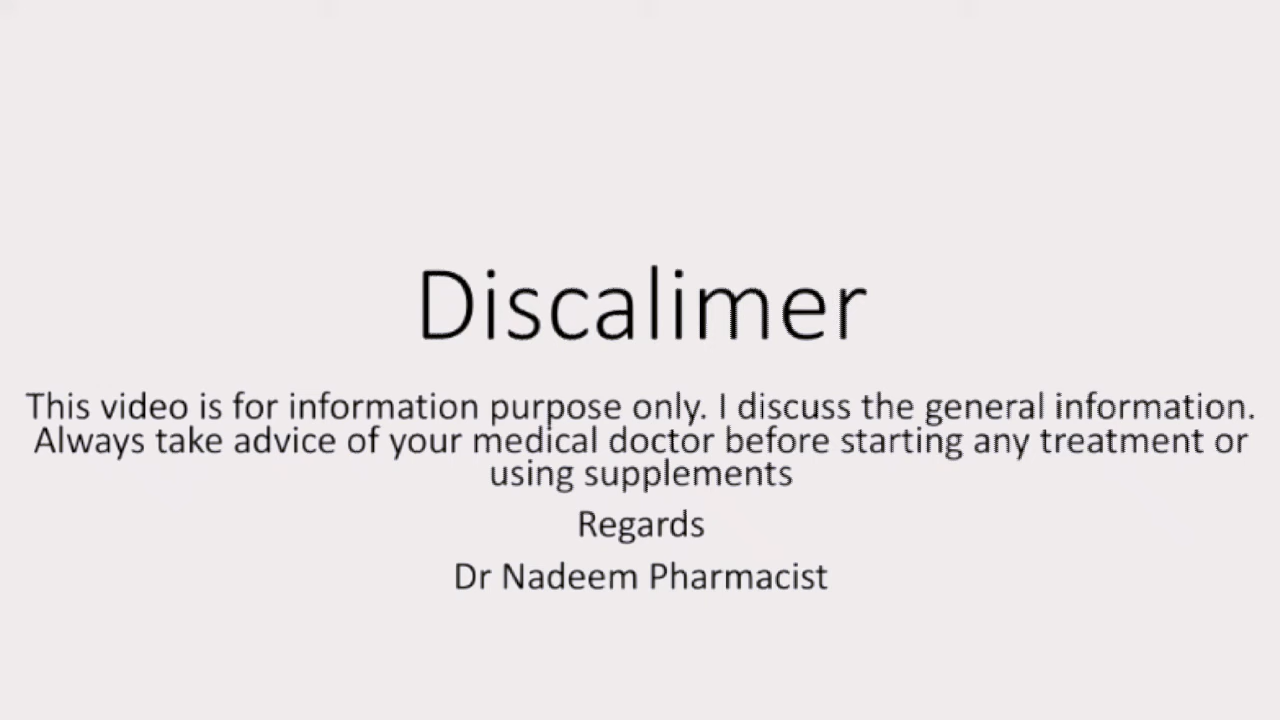 Discalimer
This video is for information purpose only. I discuss the general information.
Always take advice of your medical doctor before starting any treatment or
using supplements
Regards
Dr Nadeem Pharmacist